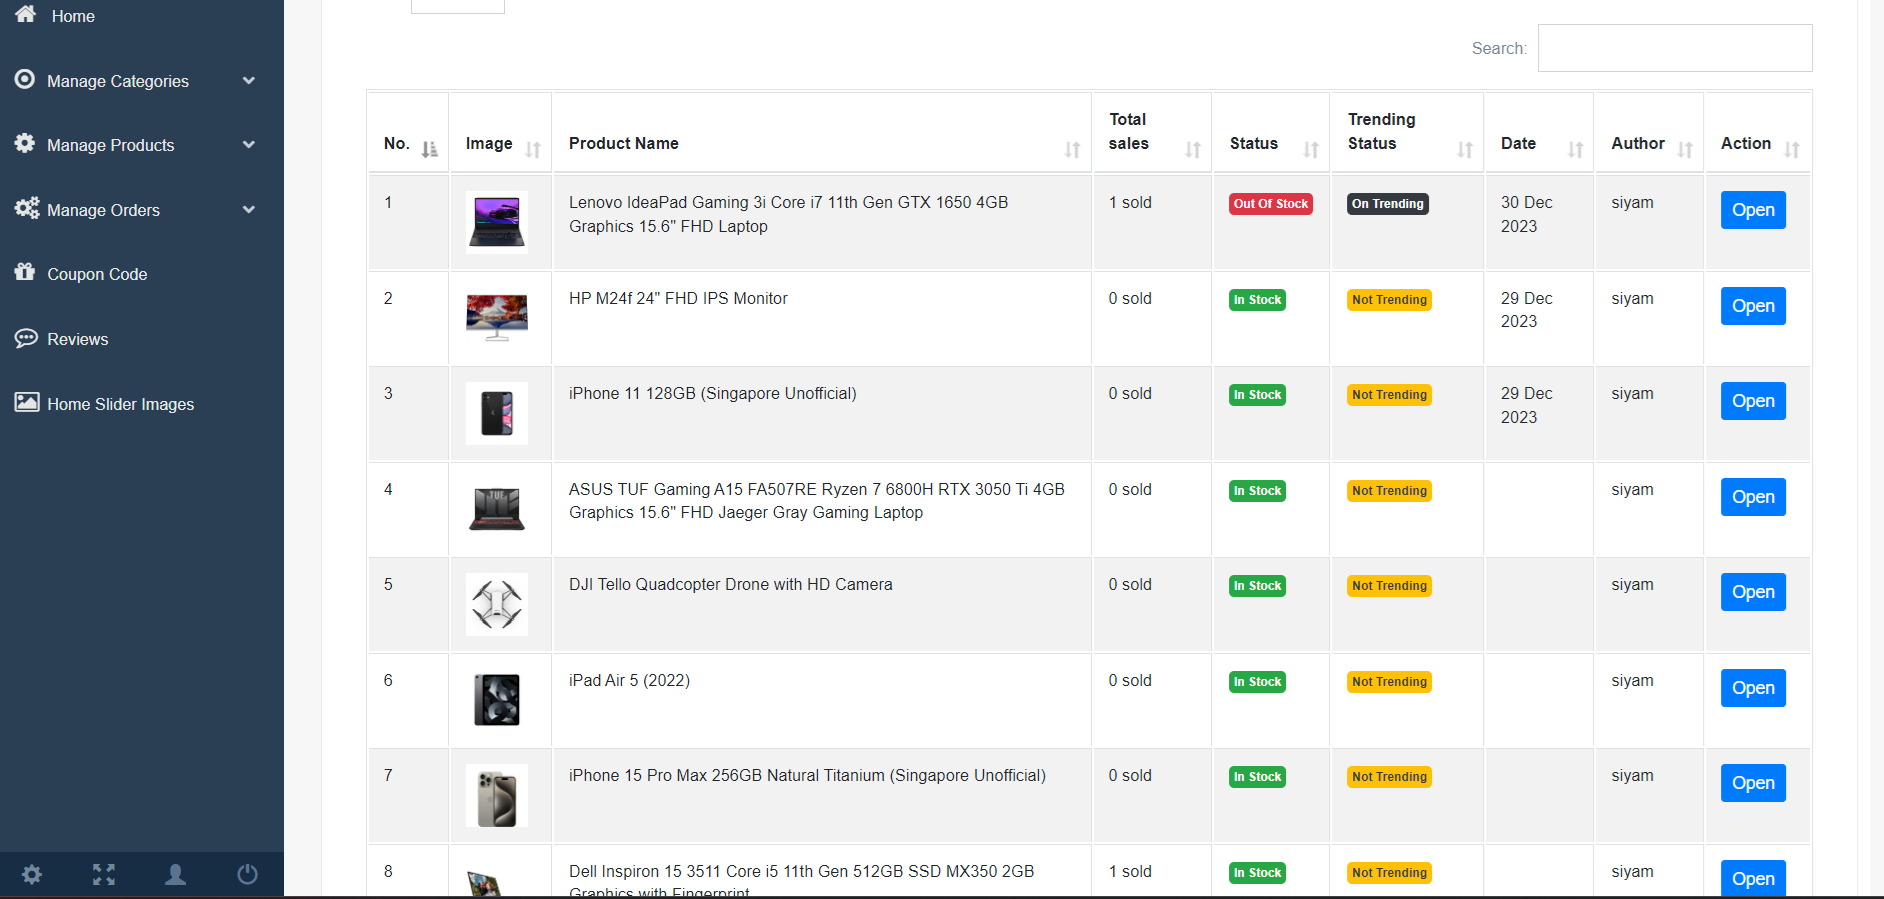 Home
Manage Categories
Manage Products
Manage Orders
Coupon Code
Reviews
Home Slider Images
Search:
No. Image Product Name Total sales Status Trending Status Date Author Action
1 Lenovo IdeaPad Gaming 3i Core i7 11th Gen GTX 1650 4GB 1 sold Out Of Stock On Trending 30 Dec siyam Open
Graphics 15.6" FHD Laptop 2023
2 HP M24f 24" FHD IPS Monitor 0 sold In Stock Not Trending 29 Dec siyam Open
2023
3 iPhone 11 128GB (Singapore Unofficial) 0 sold In Stock Not Trending 29 Dec siyam Open
2023
4 ASUS TUF Gaming A15 FA507RE Ryzen 7 6800H RTX 3050 Ti 4GB 0 sold In Stock Not Trending siyam Open
Graphics 15.6" FHD Jaeger Gray Gaming Laptop
TUF
5 DJI Tello Quadcopter Drone with HD Camera 0 sold In Stock Not Trending siyam Open
6 iPad Air 5 (2022) 0 sold In Stock Not Trending siyam Open
7 iPhone 15 Pro Max 256GB Natural Titanium (Singapore Unofficial) 0 sold In Stock Not Trending siyam Open
8 Dell Inspiron 15 3511 Core i5 11th Gen 512GB SSD MX350 2GB 1 sold In Stock Not Trending siyam Open
Graphics with Fingerprint